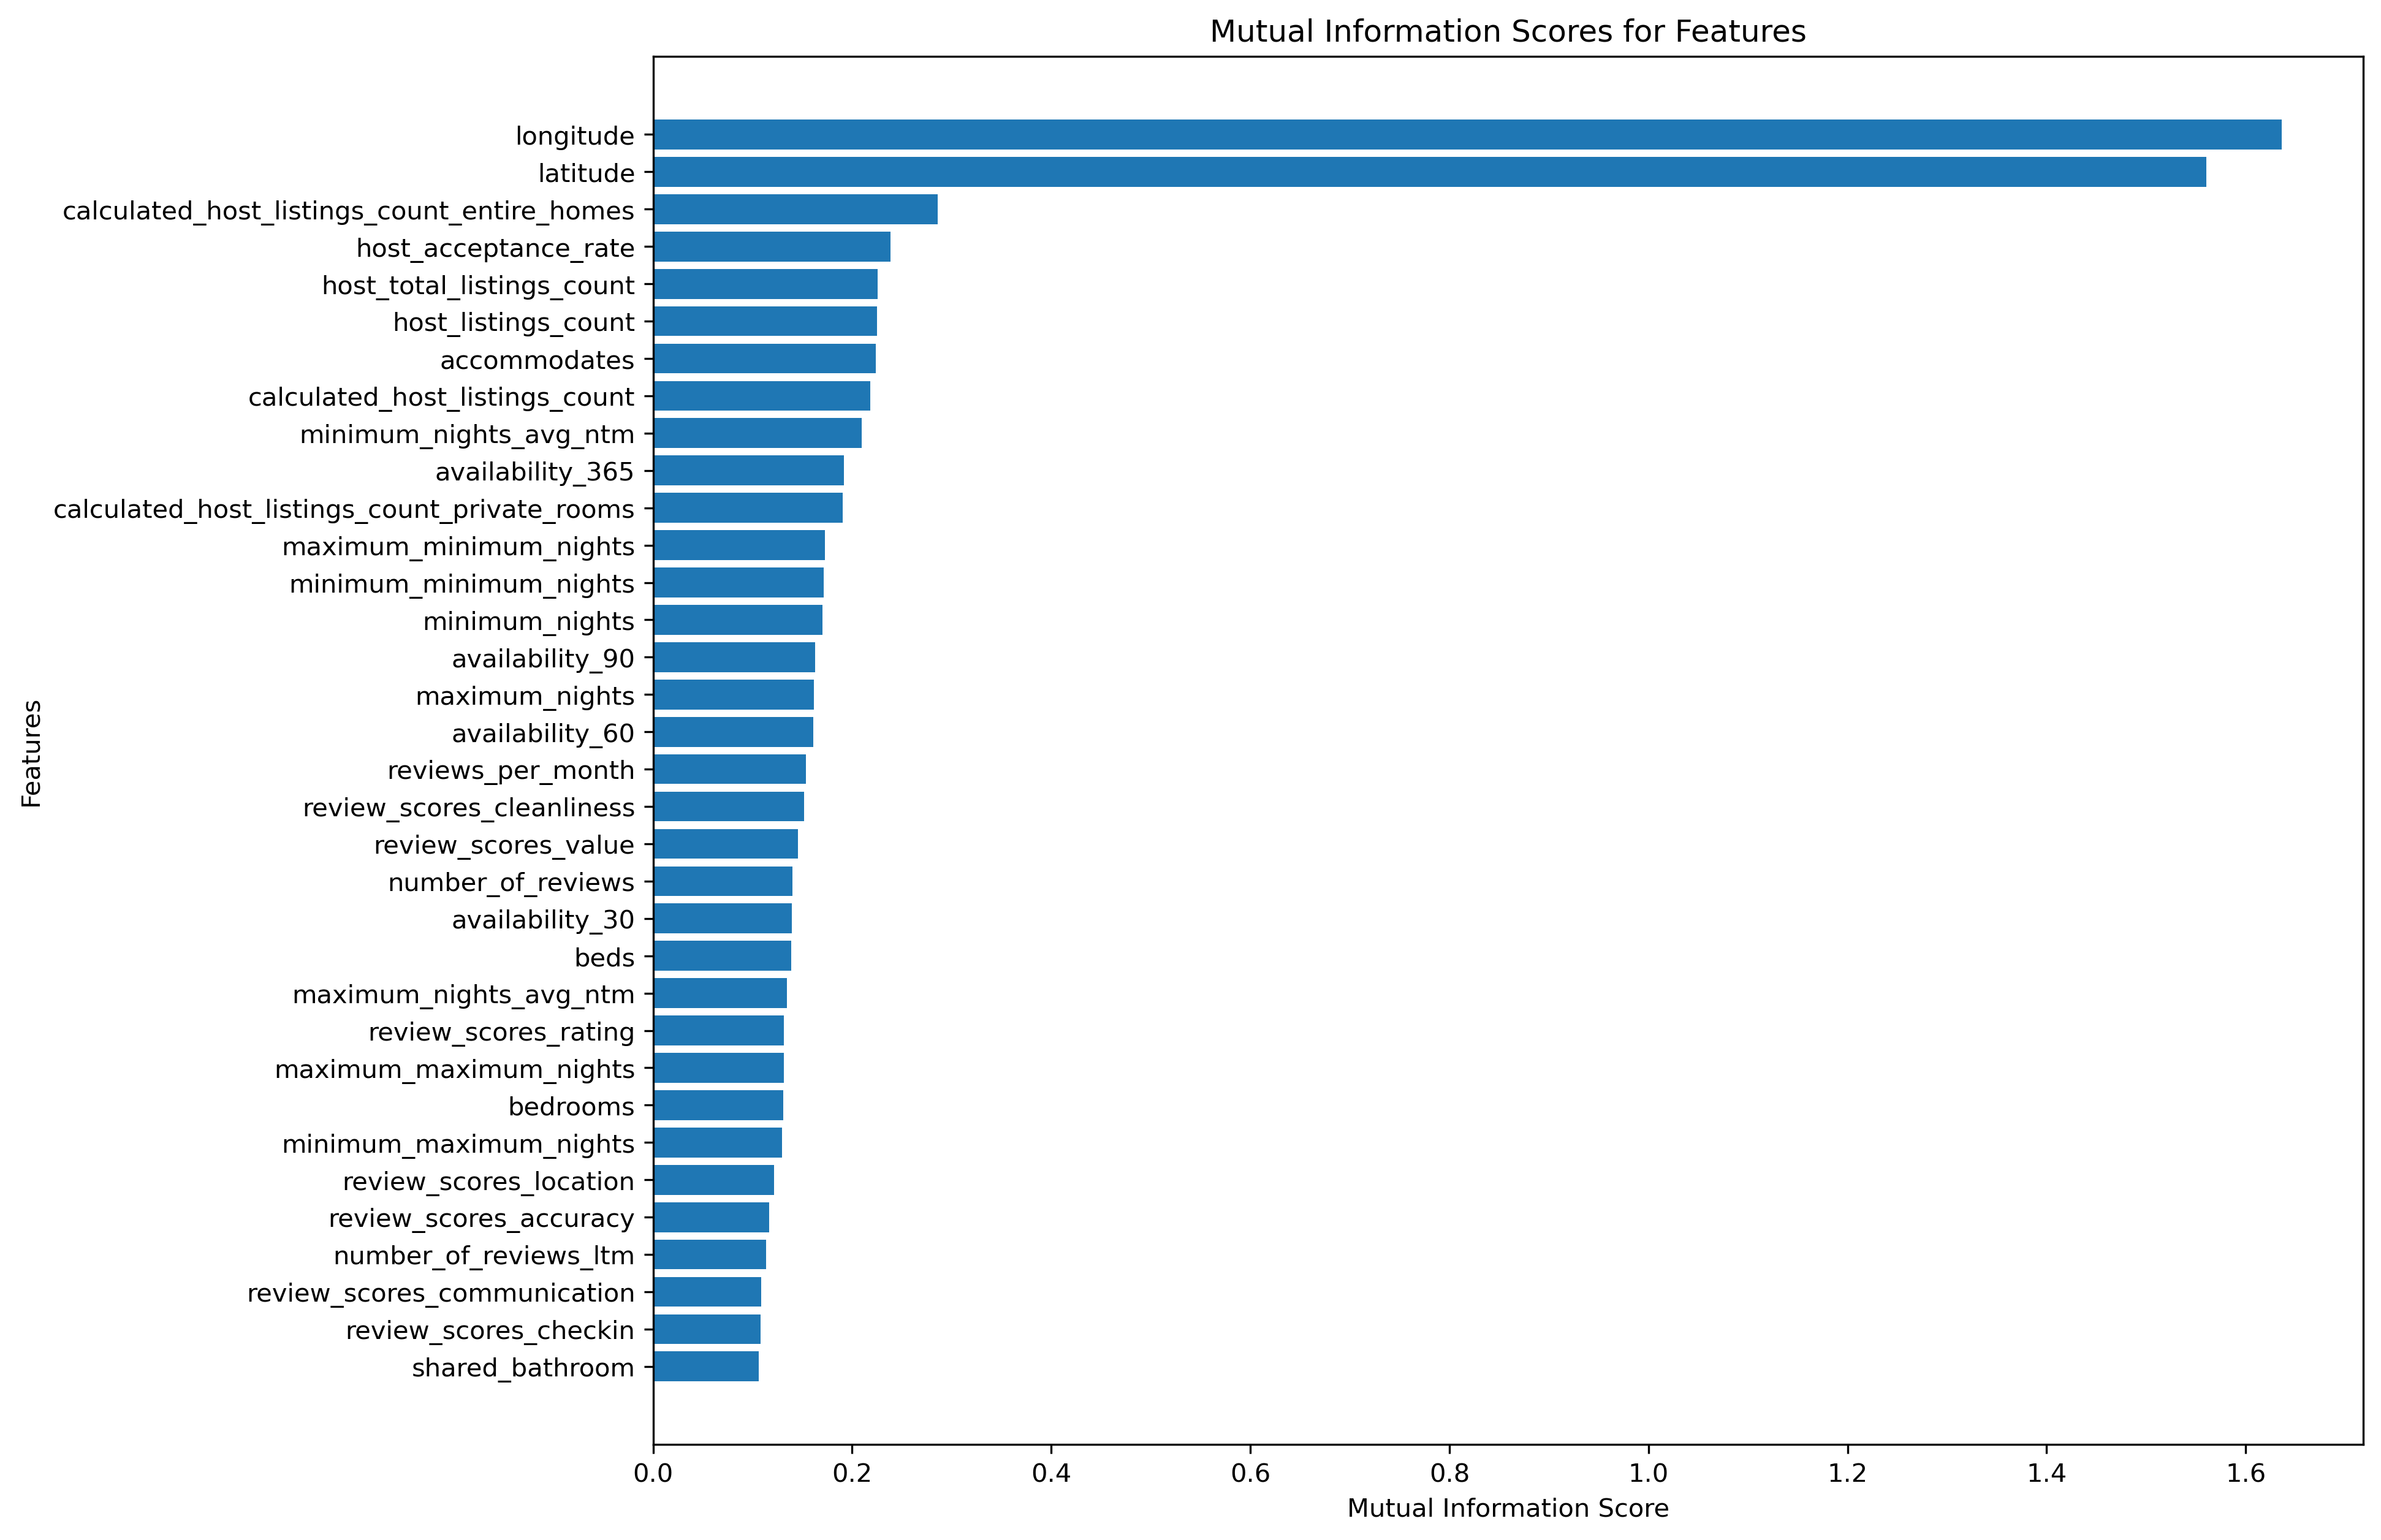 Mutual Information Scores for Features
longitude
latitude
calculated_host_listings_count_entire_homes
host_acceptance_rate
host_total_listings_count
host_listings_count
accommodates
calculated_host_listings_count
minimum_nights_avg_ntm
availability_365
calculated_host_listings_count_private_rooms
maximum_minimum_nights
minimum_minimum_nights
minimum_nights
availability_90
maximum_nights
availability_60
reviews_per_month
review_scores_cleanliness
review_scores_value
number_of_reviews
availability_30
beds
maximum_nights_avg_ntm
review_scores_rating
maximum_maximum_nights
bedrooms
minimum_maximum_nights
review_scores_location
review_scores_accuracy
number_of_reviews_ltm
review_scores_communication
review_scores_checkin
shared_bathroom
Features
0.0 0.2 0.4 0.6 0.8 1.0 1.2 1.4 1.6
Mutual Information Score